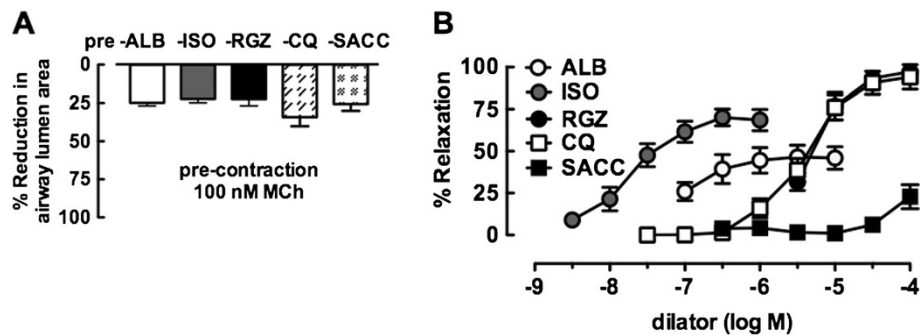 A
pre -ALB -ISO -RGZ -CQ -SACC
% Reduction in
airway lumen area
0
25
50
75
100
pre-contraction
100 nM MCh
B
% Relaxation
100
75
50
25
0
ALB
ISO
RGZ
CQ
SACC
-9 -8 -7 -6 -5 -4
dilator (log M)